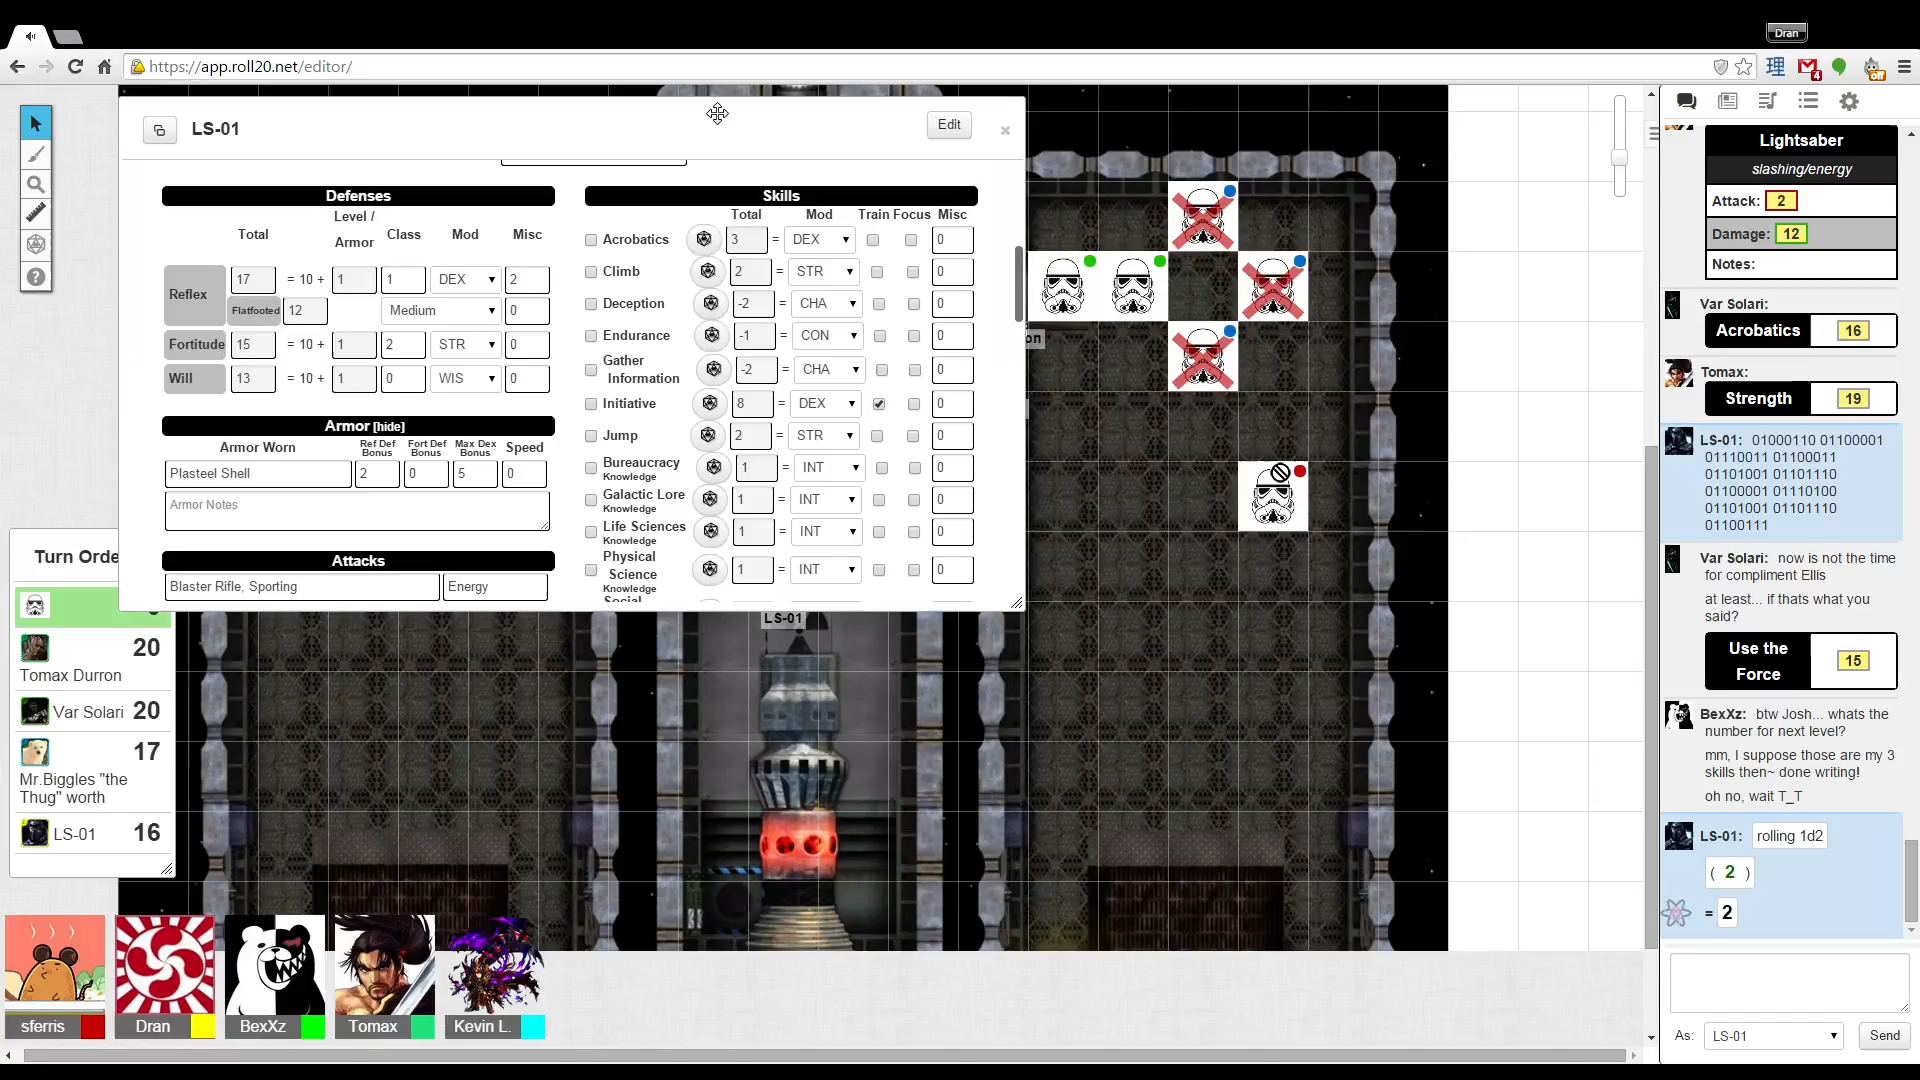 Dran
https://app.roll20.net/editor/
4
off
LS-01
Edit
Defenses
Level /
Total Armor Class Mod Misc
Reflex 17 = 10 + 1 1 DEX 2
Flatfooted 12 Medium 0
Fortitude 15 = 10 + 1 2 STR 0
Will 13 = 10 + 1 0 WIS 0
Armor [hide]
Armor Worn Ref Def Bonus Fort Def Bonus Max Dex Bonus Speed
Plasteel Shell 2 0 5 0
Armor Notes
Attacks
Blaster Rifle, Sporting Energy
Skills
Total Mod Train Focus Misc
Acrobatics 3 = DEX 0
Climb 2 = STR 0
Deception -2 = CHA 0
Endurance -1 = CON 0
Gather
Information -2 = CHA 0
Initiative 8 = DEX 0
Jump 2 = STR 0
Bureaucracy
Knowledge 1 = INT 0
Galactic Lore
Knowledge 1 = INT 0
Life Sciences
Knowledge 1 = INT 0
Physical
Science
Knowledge 1 = INT 0
Social
on
LS-01
Turn Orde
20
Tomax Durron
Var Solari 20
17
Mr.Biggles "the
Thug" worth
LS-01 16
sferris
Dran
BexXz
Tomax
Kevin L.
Lightsaber
slashing/energy
Attack: 2
Damage: 12
Notes:
Var Solari:
Acrobatics 16
Tomax:
Strength 19
LS-01: 01000110 01100001
01110011 01100011
01101001 01101110
01100001 01110100
01101001 01101110
01100111
Var Solari: now is not the time
for compliment Ellis
at least... if thats what you
said?
Use the
Force 15
BexXz: btw Josh... whats the
number for next level?
mm, I suppose those are my 3
skills then~ done writing!
oh no, wait T_T
LS-01: rolling 1d2
( 2 )
= 2
As: LS-01 Send